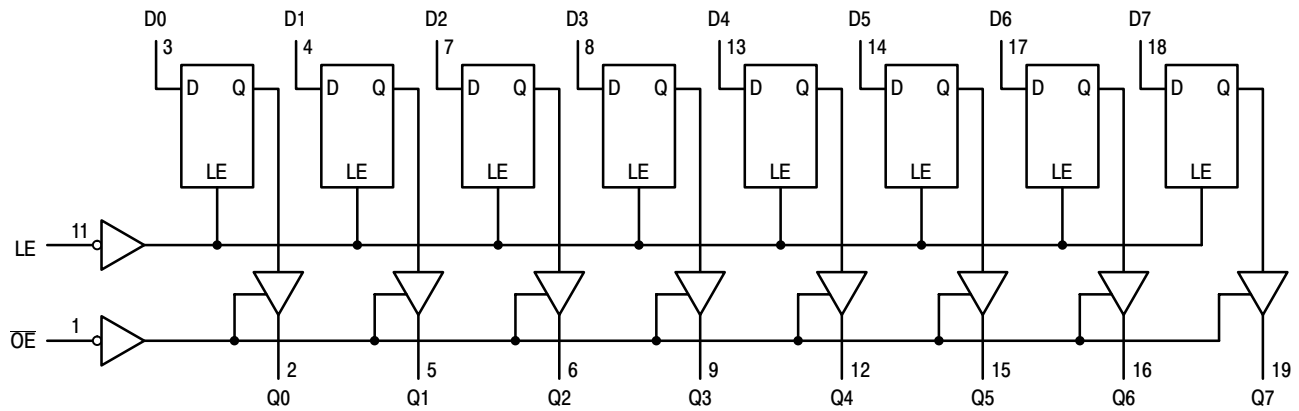 D0 D1 D2 D3 D4 D5 D6 D7
3 4 7 8 13 14 17 18
D Q D Q D Q D Q D Q D Q D Q D Q
LE LE LE LE LE LE LE LE
LE 11
O̅E̅ 1
2 5 6 9 12 15 16 19
Q0 Q1 Q2 Q3 Q4 Q5 Q6 Q7